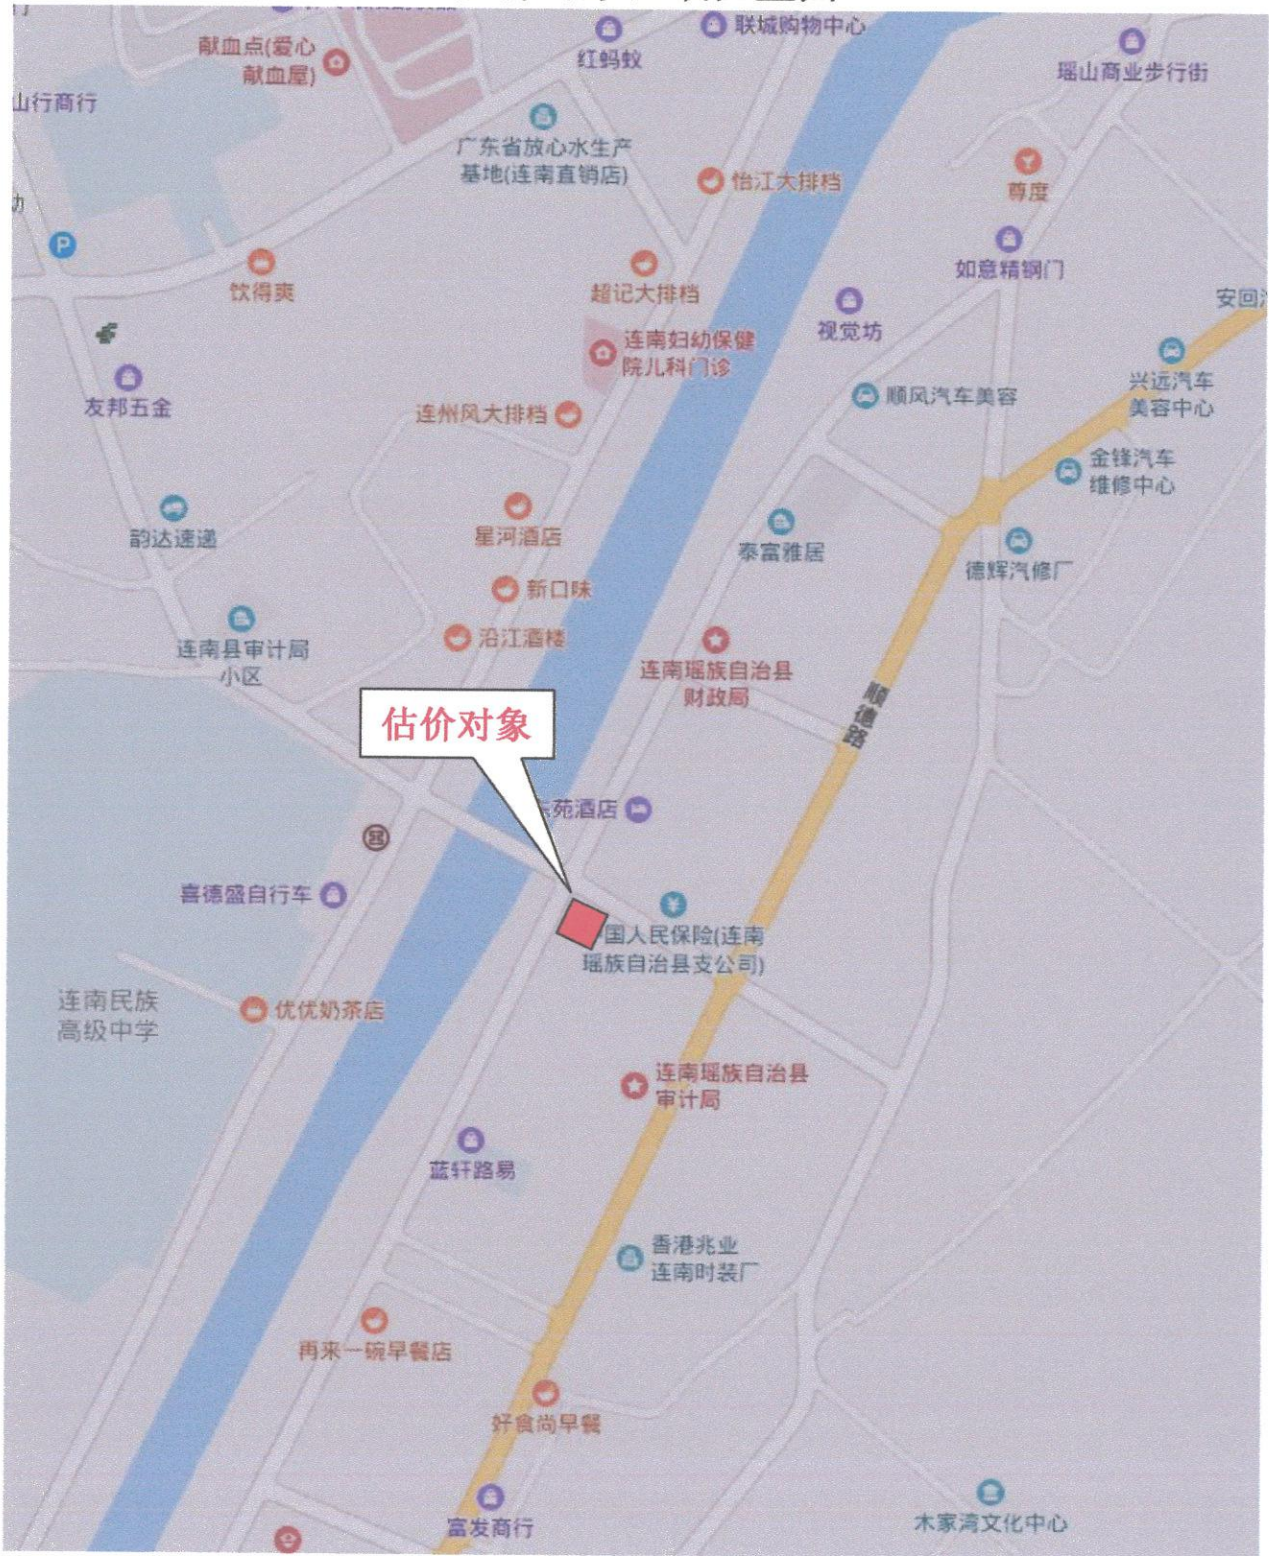 联城购物中心
献血点(爱心
献血屋)
红蚂蚁
瑶山商业步行街
山行商行
广东省放心水生产
基地(连南直销店)
怡江大排档
尊度
P
饮得爽
超记大排档
如意精钢门
安回
视觉坊
连南妇幼保健
院儿科门诊
兴远汽车
美容中心
友邦五金
连州风大排档
顺风汽车美容
金锋汽车
维修中心
韵达速递
星河酒店
泰富雅居
德辉汽修厂
新口味
连南县审计局
小区
沿江酒楼
连南瑶族自治县
财政局
顺德路
估价对象
苑酒店
喜德盛自行车
国人民保险(连南
瑶族自治县支公司)
连南民族
高级中学
优优奶茶店
连南瑶族自治县
审计局
蓝轩路易
香港兆业
连南时装厂
再来一碗早餐店
好食尚早餐
富发商行
木家湾文化中心